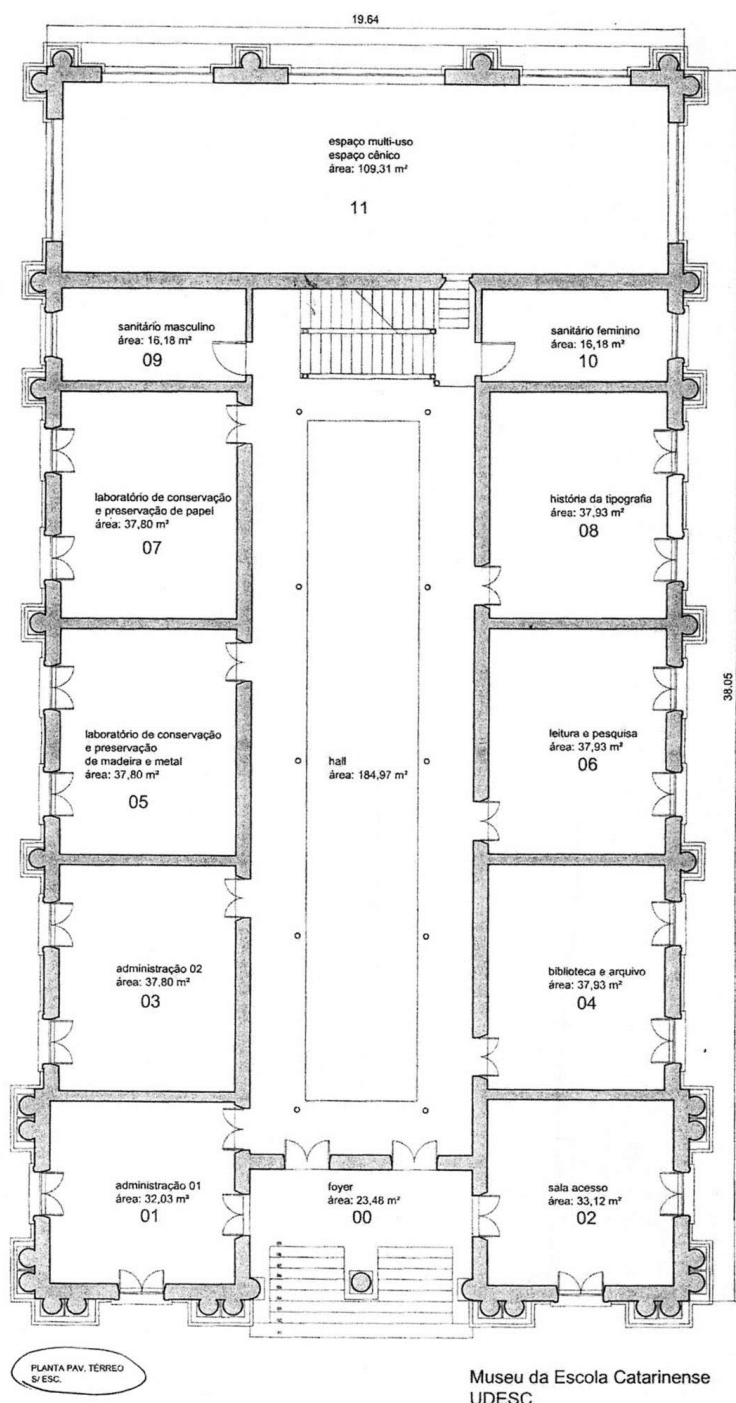 19.64
espaço multi-uso
espaço cênico
área: 109,31 m²
11
sanitário masculino
área: 16,18 m²
09
sanitário feminino
área: 16,18 m²
10
laboratório de conservação
e preservação de papel
área: 37,80 m²
07
história da tipografia
área: 37,93 m²
08
38.05
laboratório de conservação
e preservação
de madeira e metal
área: 37,80 m²
05
hall
área: 184,97 m²
leitura e pesquisa
área: 37,93 m²
06
administração 02
área: 37,80 m²
03
biblioteca e arquivo
área: 37,93 m²
04
administração 01
área: 32,03 m²
01
foyer
área: 23,48 m²
00
sala acesso
área: 33,12 m²
02
PLANTA PAV. TÉRREO
S/ ESC.
Museu da Escola Catarinense
UDESC